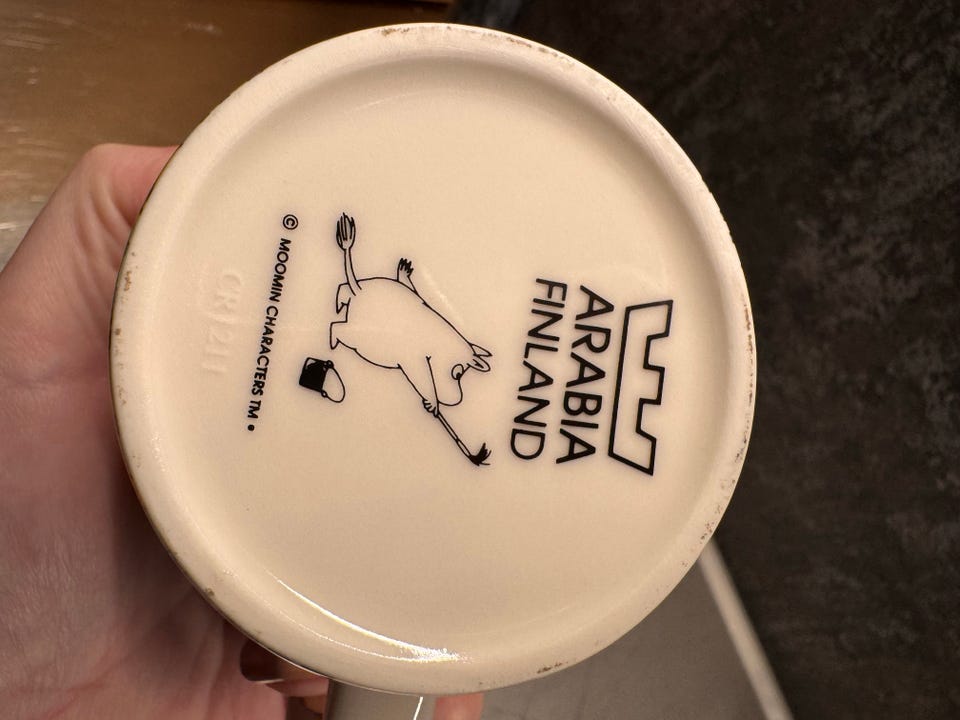 ARABIA
FINLAND
© MOOMIN CHARACTERS TM